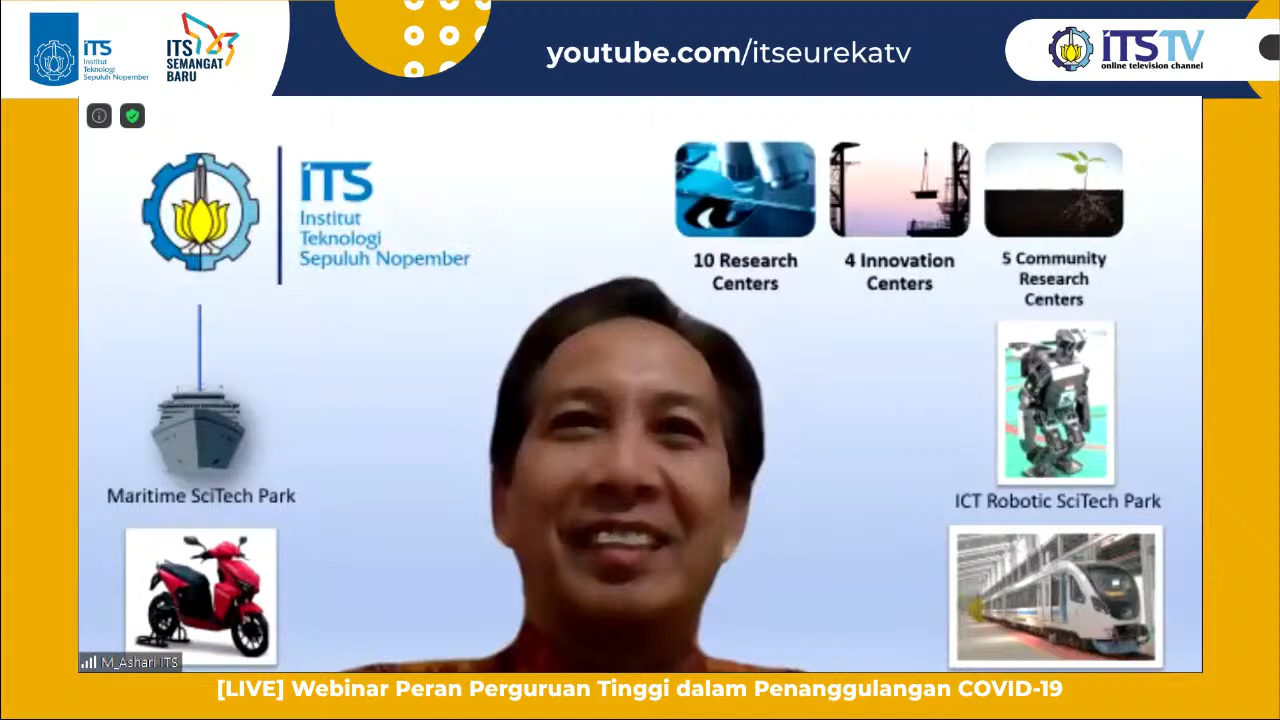 iTS
Institut
Teknologi
Sepuluh Nopember
ITS
SEMANGAT
BARU
youtube.com/itseurekatv
iTS TV
online television channel
iTS
Institut
Teknologi
Sepuluh Nopember
10 Research
Centers
4 Innovation
Centers
5 Community
Research
Centers
Maritime SciTech Park
ICT Robotic SciTech Park
M_Ashari ITS
[LIVE] Webinar Peran Perguruan Tinggi dalam Penanggulangan COVID-19